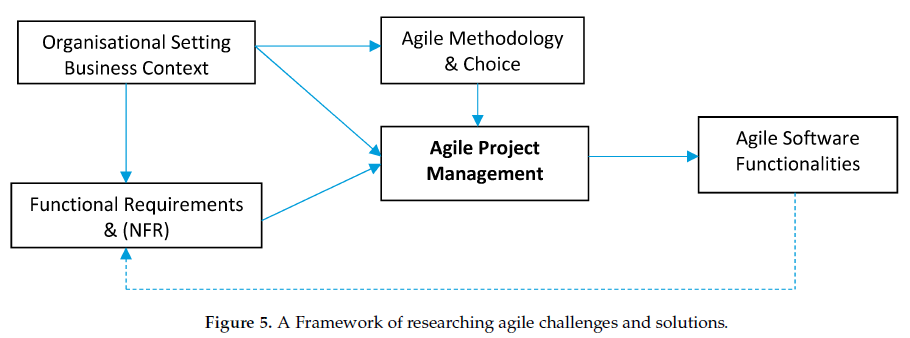 Organisational Setting
Business Context
Agile Methodology
& Choice
Agile Project
Management
Agile Software
Functionalities
Functional Requirements
& (NFR)
Figure 5. A Framework of researching agile challenges and solutions.